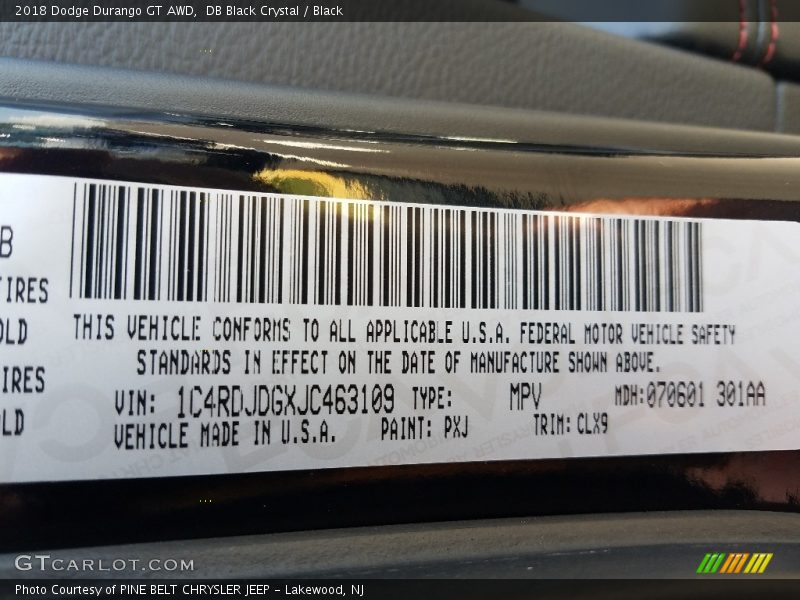 2018 Dodge Durango GT AWD,  DB Black Crystal / Black
B
TIRES
OLD
TIRES
OLD
THIS VEHICLE CONFORMS TO ALL APPLICABLE U.S.A. FEDERAL MOTOR VEHICLE SAFETY
STANDARDS IN EFFECT ON THE DATE OF MANUFACTURE SHOWN ABOVE.
VIN: 1C4RDJDGXJC463109 TYPE: MPV MDH:070601 301AA
VEHICLE MADE IN U.S.A. PAINT: PXJ TRIM: CLX9
GTCARLOT.COM
Photo Courtesy of PINE BELT CHRYSLER JEEP - Lakewood, NJ